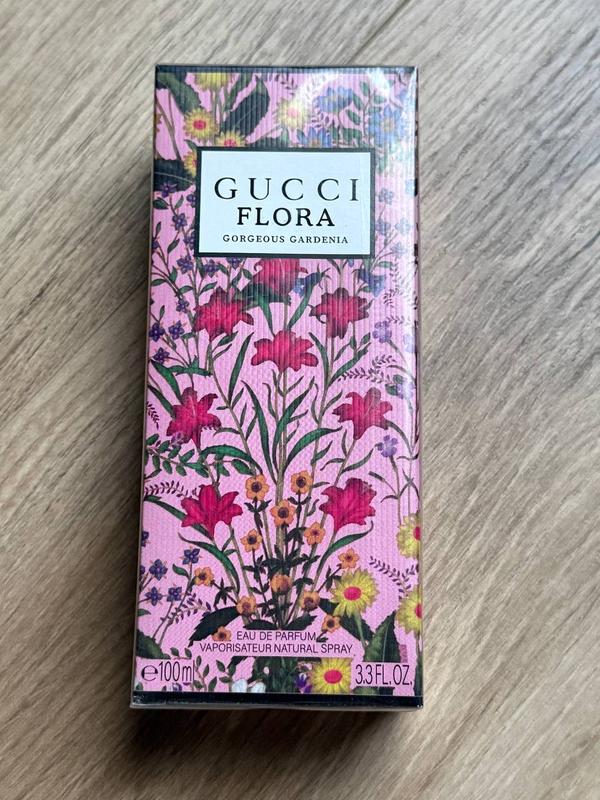 GUCCI
FLORA
GORGEOUS GARDENIA
EAU DE PARFUM
VAPORISATEUR NATURAL SPRAY
℮100ml 3.3 FL.OZ.